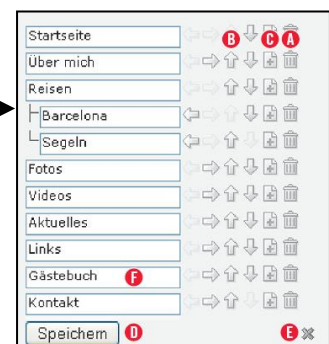 Startseite B C A
Über mich
Reisen
Barcelona
Segeln
Fotos
Videos
Aktuelles
Links
Gästebuch F
Kontakt
Speichern D E